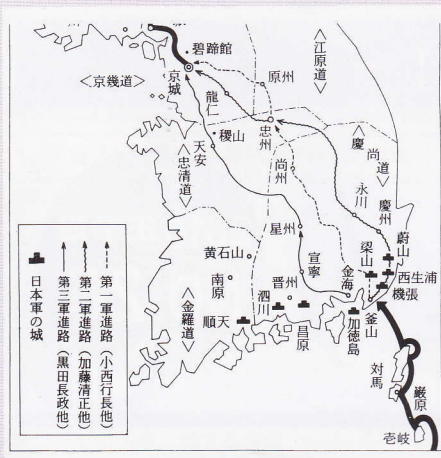 碧蹄館
〈江原道〉
〈京幾道〉
京城
原州
龍仁
忠州
〈慶尚道〉
稷山
天安
尚州
〈忠清道〉
永川
慶州
星州
蔚山
黄石山
梁山
西生浦
宣寧
金海
機張
南原
晋州
泗川
〈金羅道〉
順天
昌原
加徳島
釜山
対馬
厳原
壱岐
第一軍進路（小西行長他）
第二軍進路（加藤清正他）
第三軍進路（黒田長政他）
日本軍の城